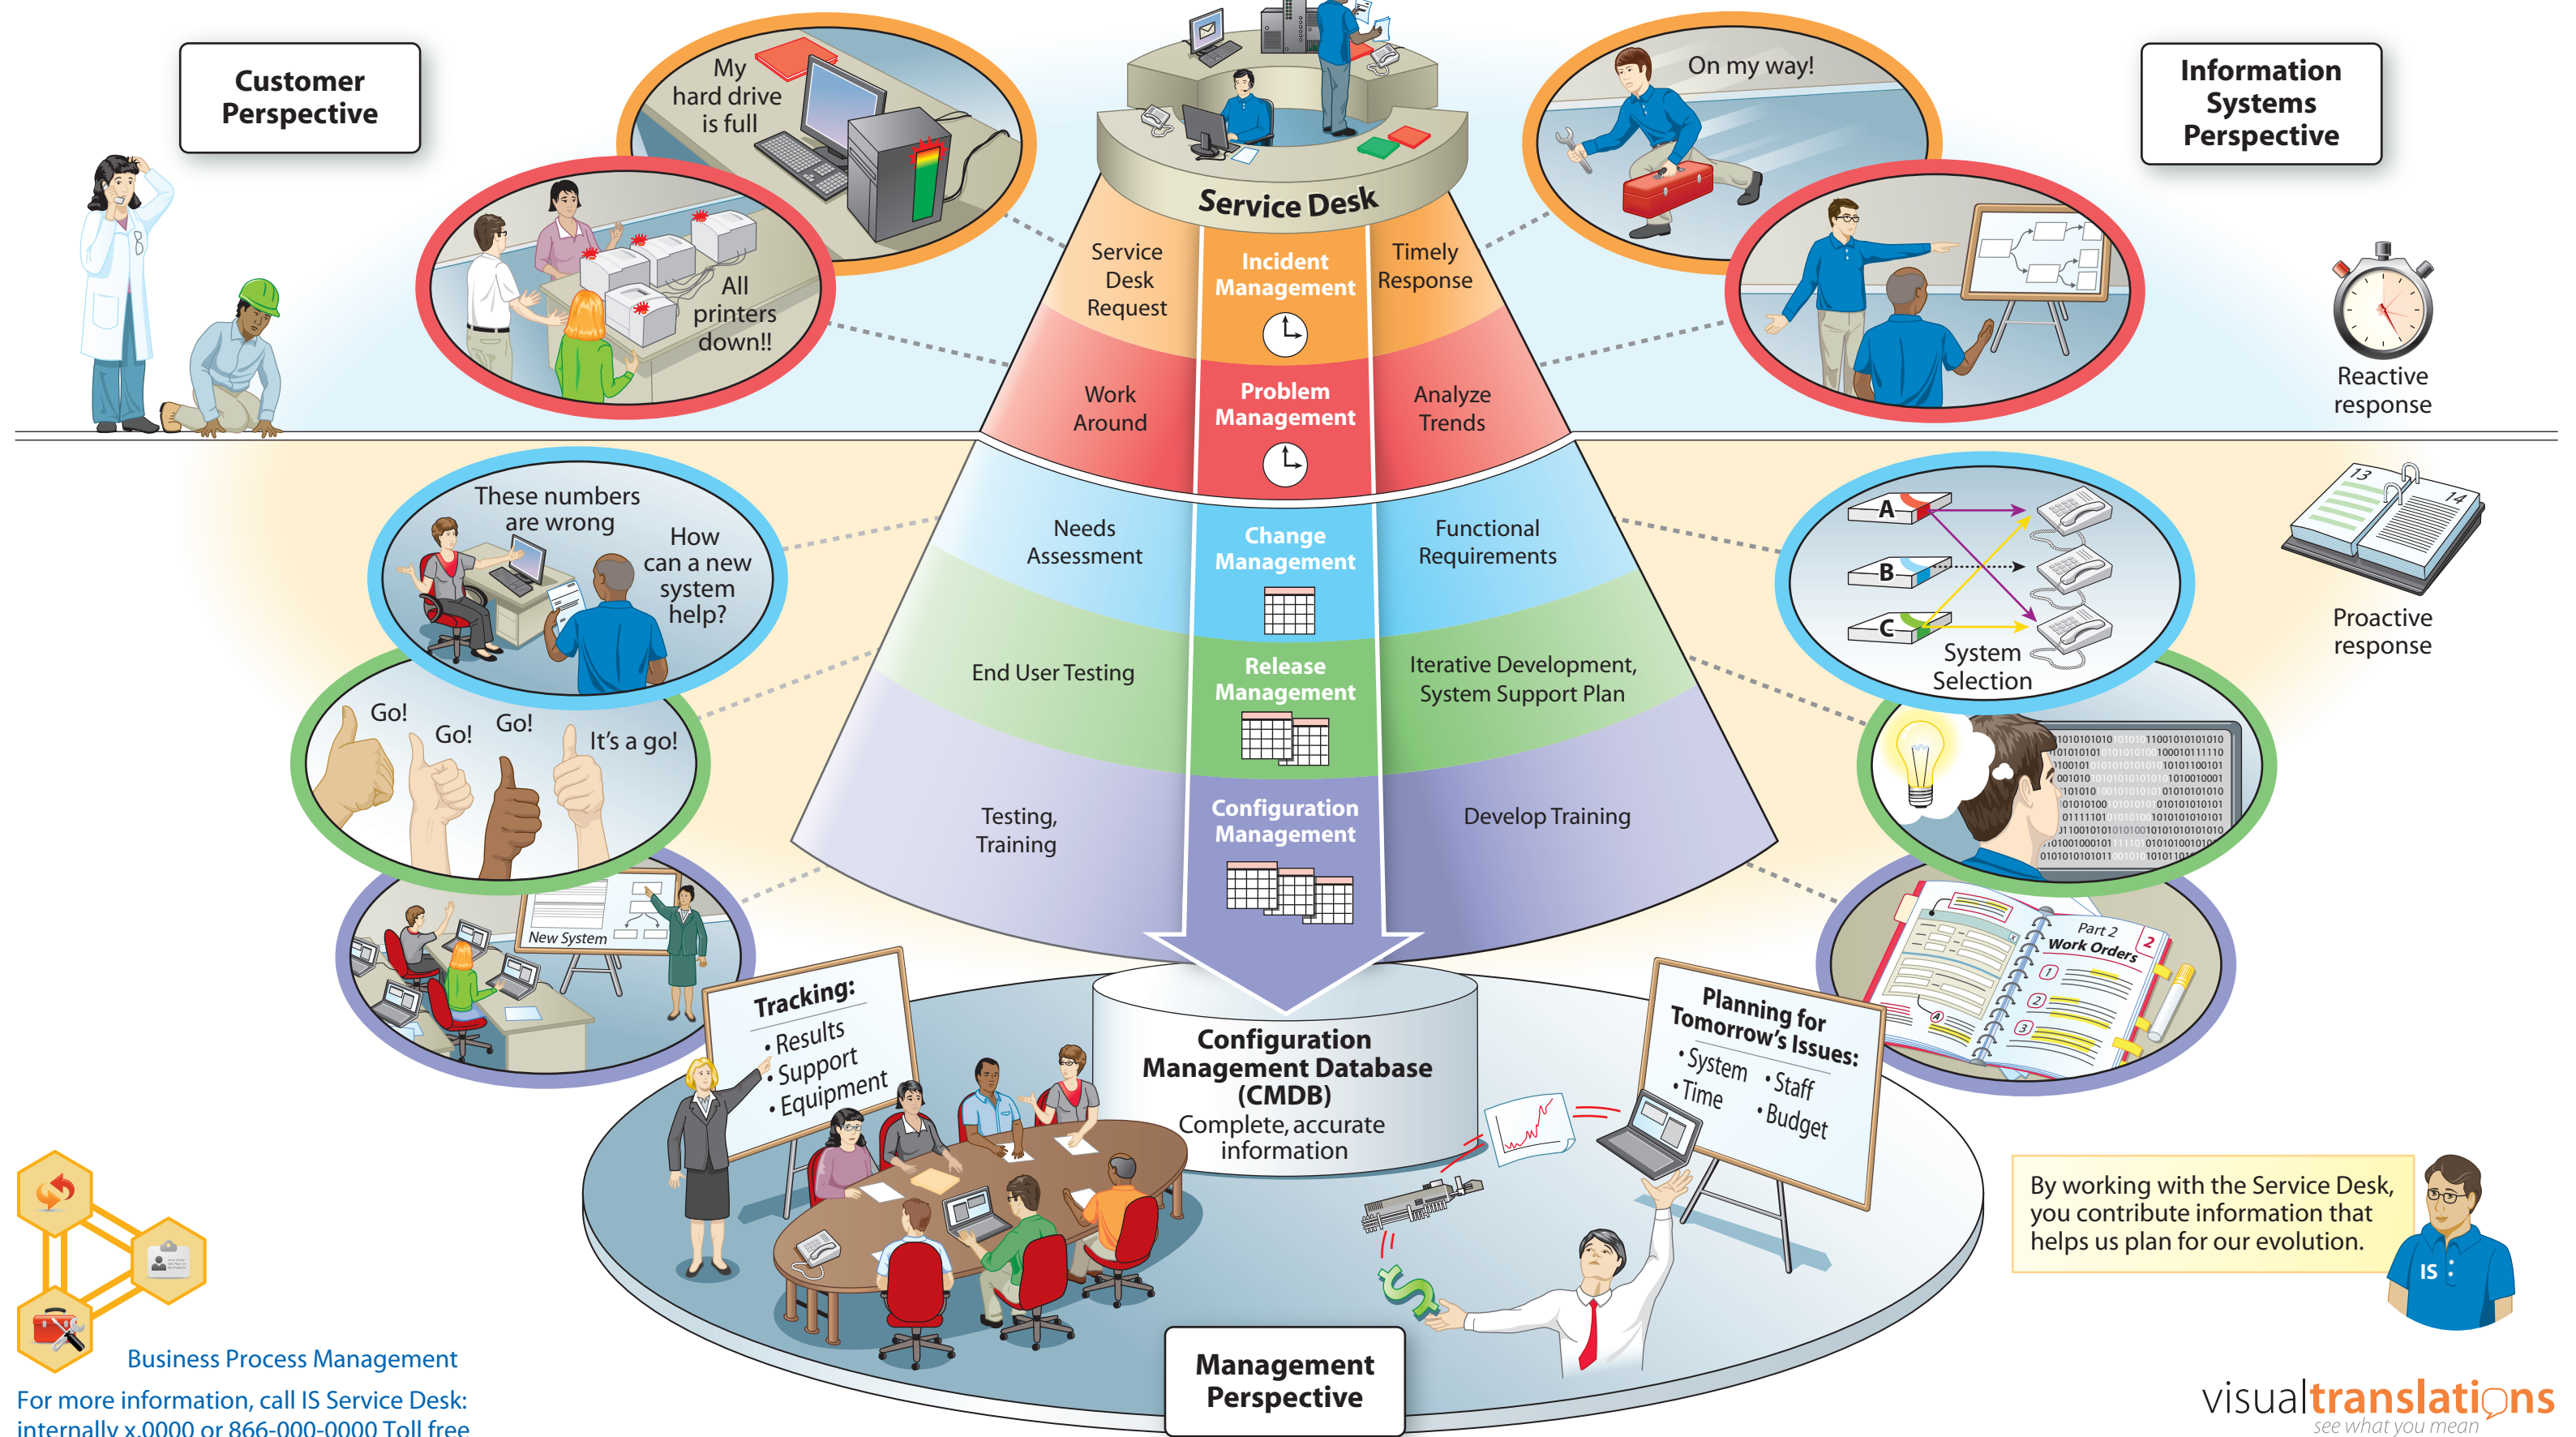 Customer
Perspective
My
hard drive
is full
All
printers
down!!
Service Desk
On my way!
Information
Systems
Perspective
Reactive
response
Service
Desk
Request
Incident
Management
Timely
Response
Work
Around
Problem
Management
Analyze
Trends
These numbers
are wrong
How
can a new
system
help?
Needs
Assessment
Change
Management
Functional
Requirements
A
B
C
System
Selection
13
14
Proactive
response
Go!
Go!
Go!
It's a go!
End User Testing
Release
Management
Iterative Development,
System Support Plan
Testing,
Training
Configuration
Management
Develop Training
New System
Part 2
Work Orders
2
1
2
3
A
Tracking:
• Results
• Support
• Equipment
Configuration
Management Database
(CMDB)
Complete, accurate
information
Planning for
Tomorrow's Issues:
• System • Staff
• Time • Budget
By working with the Service Desk,
you contribute information that
helps us plan for our evolution.
IS
$
Management
Perspective
Business Process Management
For more information, call IS Service Desk:
internally x.0000 or 866-000-0000 Toll free
visualtranslations
see what you mean